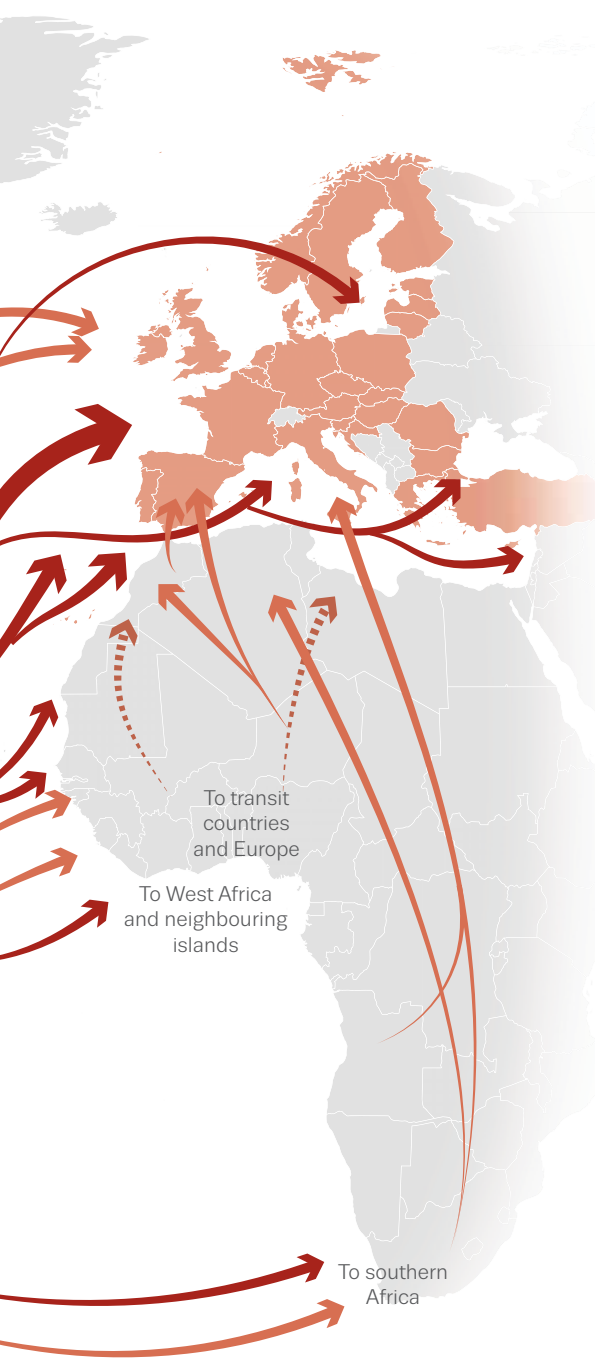 To transit
countries
and Europe
To West Africa
and neighbouring
islands
To southern
Africa